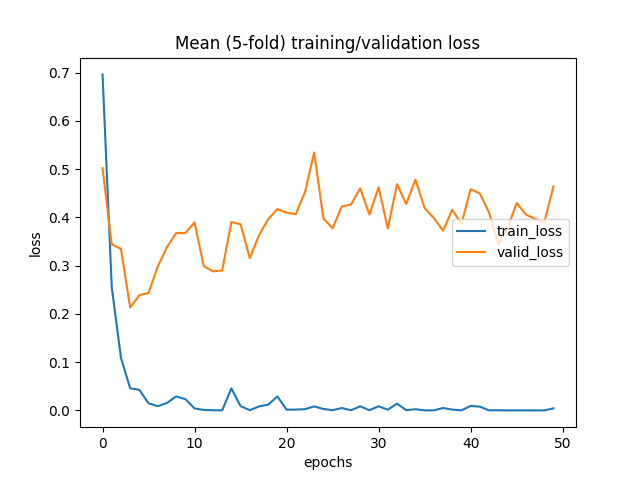 Mean (5-fold) training/validation loss
loss
0.7
0.6
0.5
0.4
0.3
0.2
0.1
0.0
train_loss
valid_loss
0 10 20 30 40 50
epochs